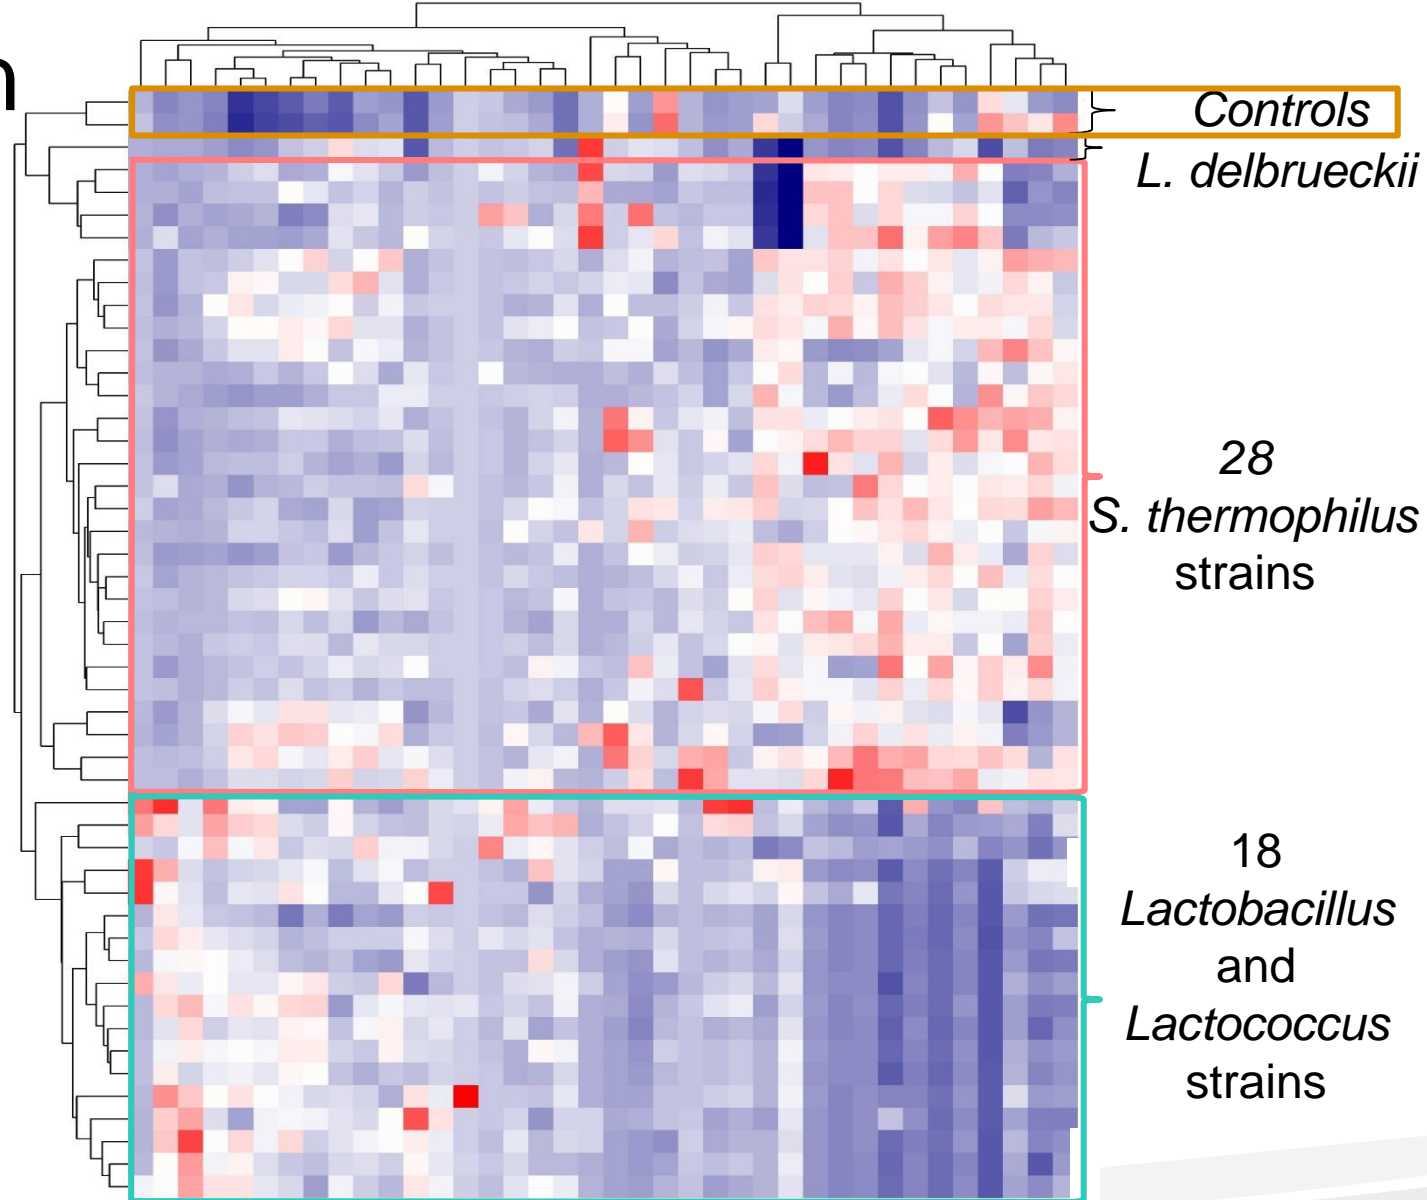 n
Controls
L. delbrueckii
28
S. thermophilus
strains
18
Lactobacillus
and
Lactococcus
strains